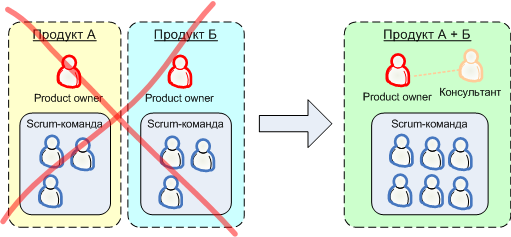 Продукт А
Product owner
Scrum-команда
Продукт Б
Product owner
Scrum-команда
Продукт А + Б
Product owner
Консультант
Scrum-команда